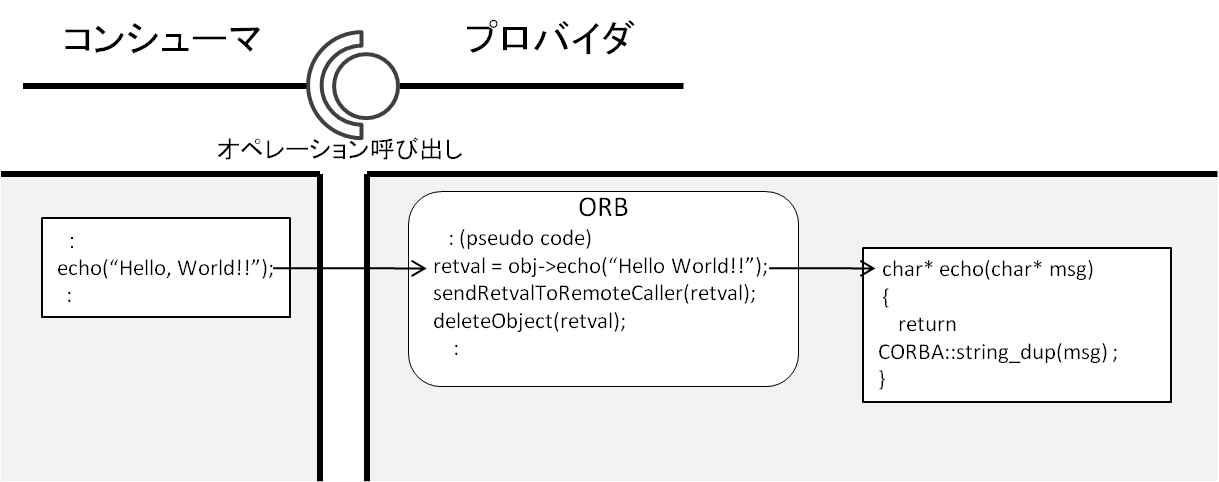 コンシューマ
プロバイダ
オペレーション呼び出し
:
echo(“Hello, World!!”);
:
ORB
: (pseudo code)
retval = obj->echo(“Hello World!!”);
sendRetvalToRemoteCaller(retval);
deleteObject(retval);
:
char* echo(char* msg)
{
return
CORBA::string_dup(msg) ;
}